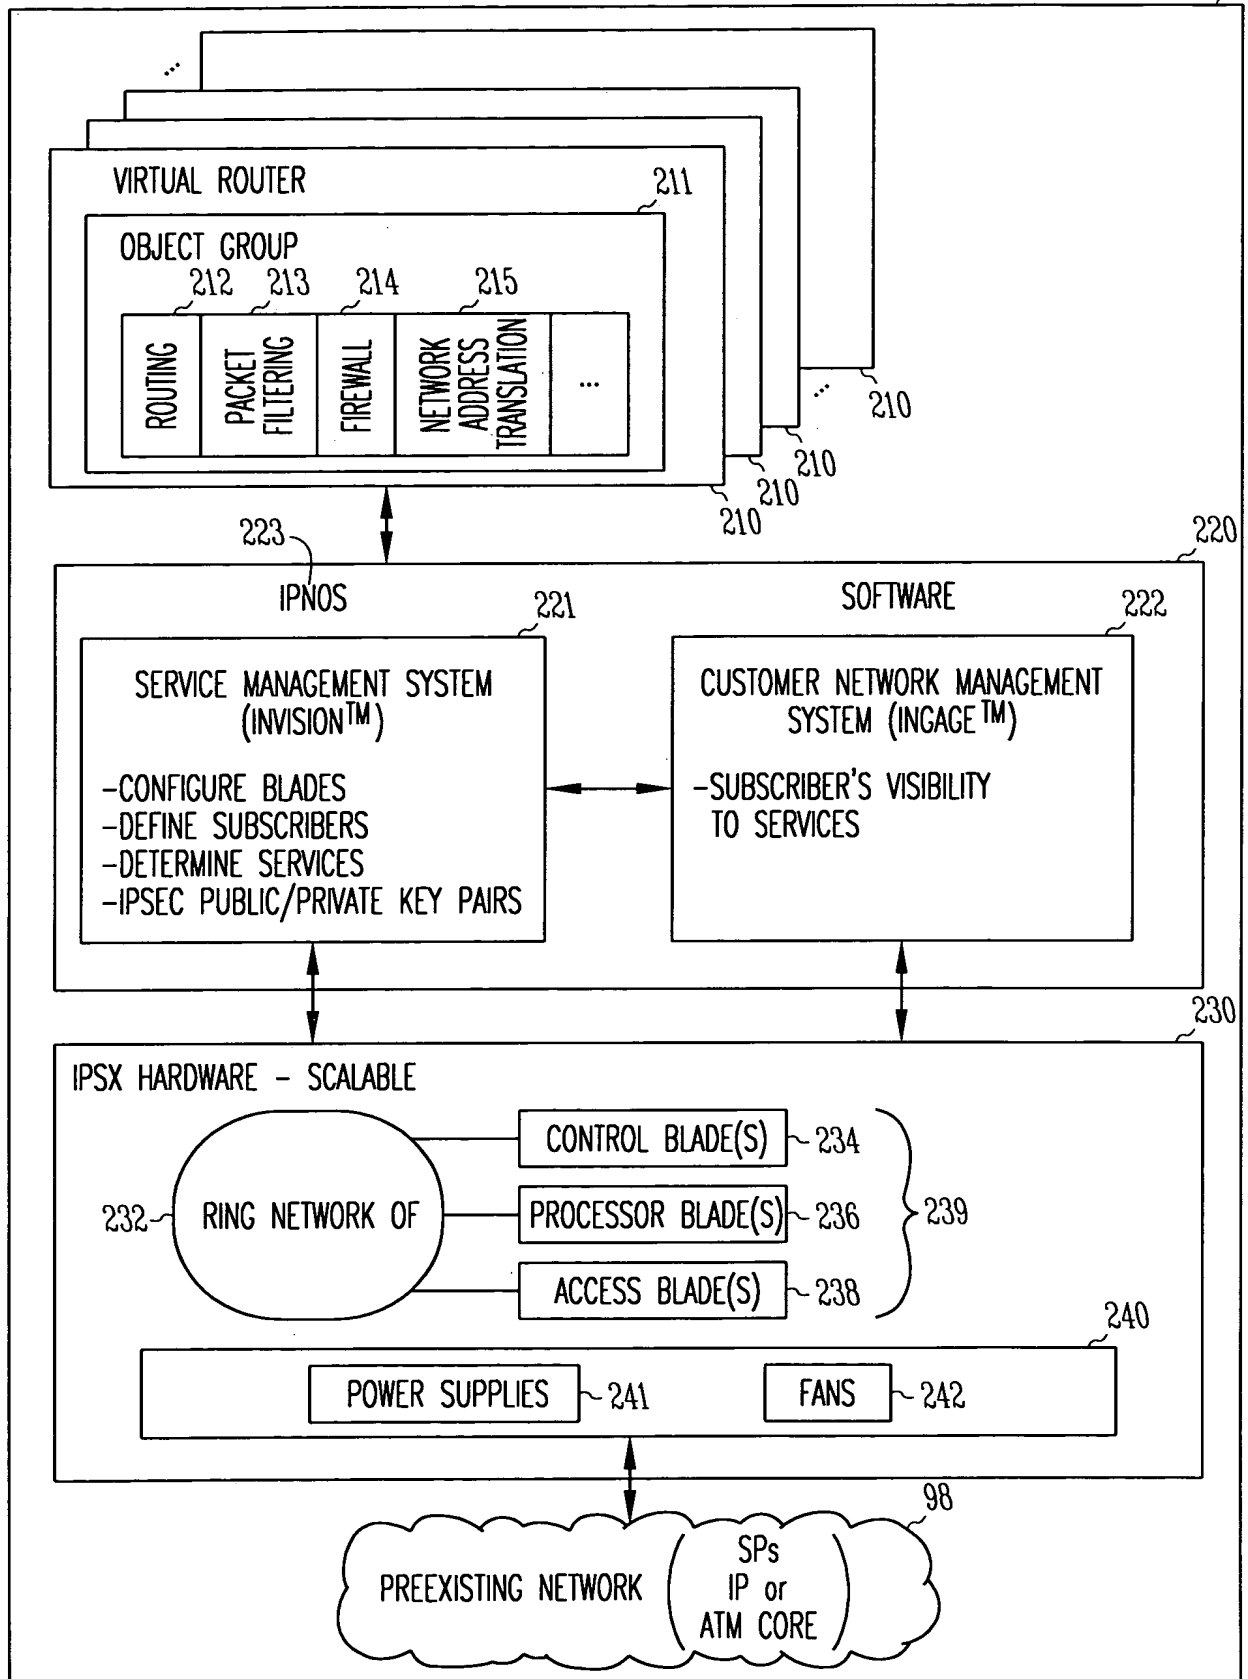 ...
VIRTUAL ROUTER
211
OBJECT GROUP
212
213
214
215
ROUTING
PACKET
FILTERING
FIREWALL
NETWORK
ADDRESS
TRANSLATION
...
...
210
210
210
210
223
220
IPNOS
SOFTWARE
221
222
SERVICE MANAGEMENT SYSTEM
(INVISION™)
-CONFIGURE BLADES
-DEFINE SUBSCRIBERS
-DETERMINE SERVICES
-IPSEC PUBLIC/PRIVATE KEY PAIRS
CUSTOMER NETWORK MANAGEMENT
SYSTEM (INGAGE™)
-SUBSCRIBER'S VISIBILITY
TO SERVICES
230
IPSX HARDWARE - SCALABLE
232
RING NETWORK OF
CONTROL BLADE(S)
234
PROCESSOR BLADE(S)
236
ACCESS BLADE(S)
238
239
240
POWER SUPPLIES
241
FANS
242
98
PREEXISTING NETWORK
(SPs
IP or
ATM CORE)